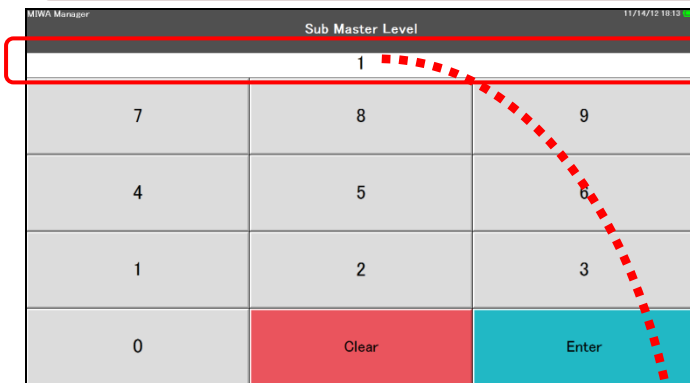 MIWA Manager
11/14/12 18:13
Sub Master Level
1
7 8 9
4 5 6
1 2 3
0 Clear Enter